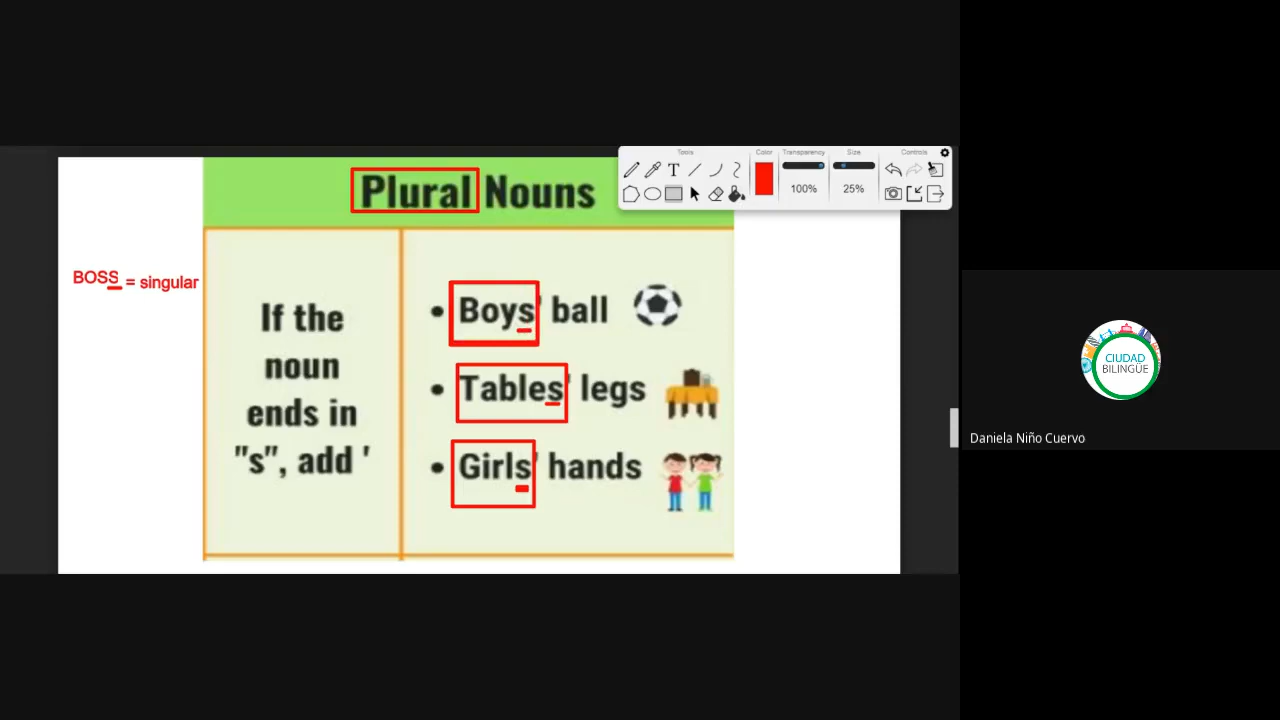 Plural Nouns
BOSS = singular
If the
noun
ends in
"s", add '
• Boys' ball
• Tables' legs
• Girls' hands
Tools
Color
Transparency
Size
Controls
T
100%
25%
CIUDAD
BILINGÜE
Daniela Niño Cuervo